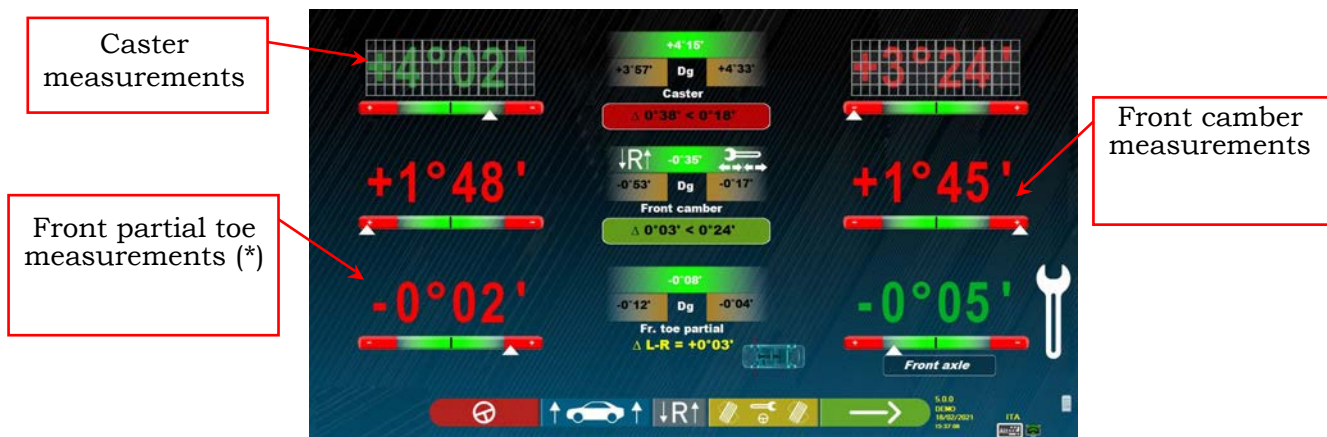 Caster
measurements
Front partial toe
measurements (*)
Front camber
measurements
+4°02'
+4°15'
+3°57' Dg +4°33'
Caster
Δ 0°38' < 0°18'
+3°24'
+1°48'
↓R↑ -0°35'
-0°53' Dg -0°17'
Front camber
Δ 0°03' < 0°24'
+1°45'
-0°02'
-0°08'
-0°12' Dg -0°04'
Fr. toe partial
Δ L-R = +0°03'
-0°05'
Front axle
↓R↑
5.0.0
DEMO
18/02/2021
ITA